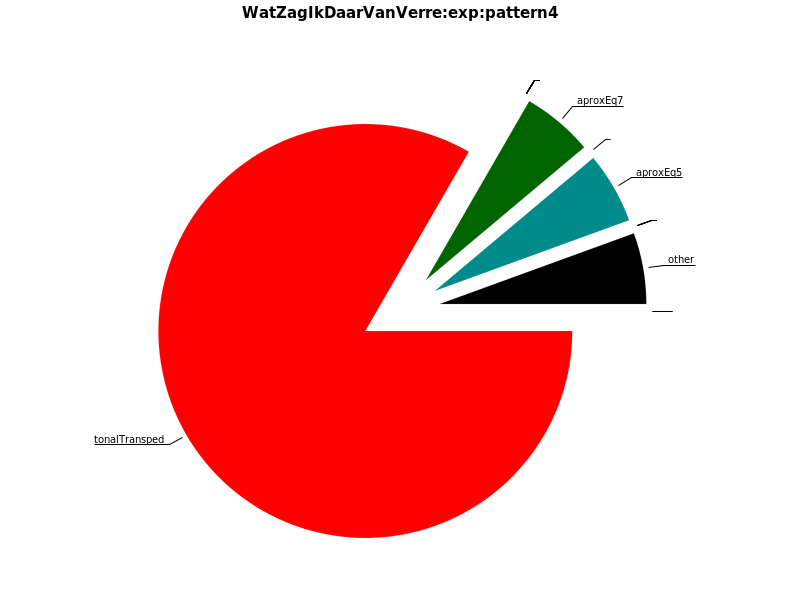 WatZagIkDaarVanVerre:exp:pattern4
aproxEq7
aproxEq5
other
tonalTransped